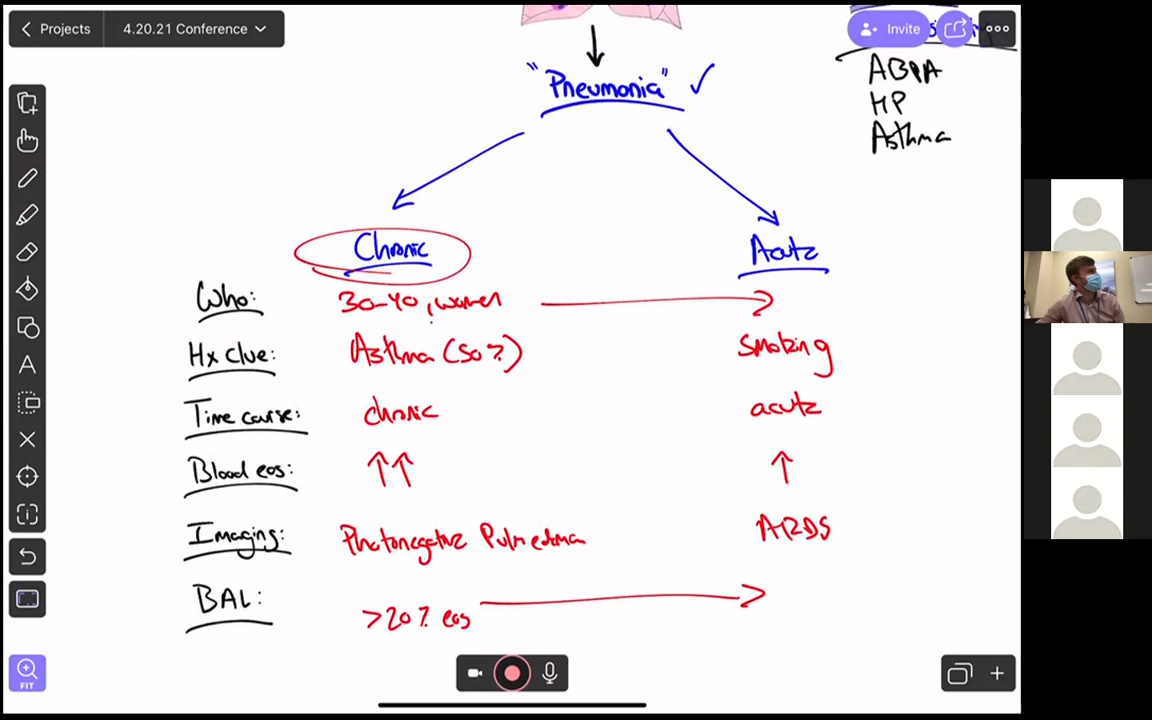 Projects
4.20.21 Conference
Invite
ABPA
HP
Asthma
"Pneumonia" ✓
Chronic
Acute
Who: 30-40, women
Hx clue: Asthma (50%) Smoking
Time course: chronic acute
Blood eos: ↑↑ ↑
Imaging: Photonegative Pulm edema ARDS
BAL: >20% eos
FIT